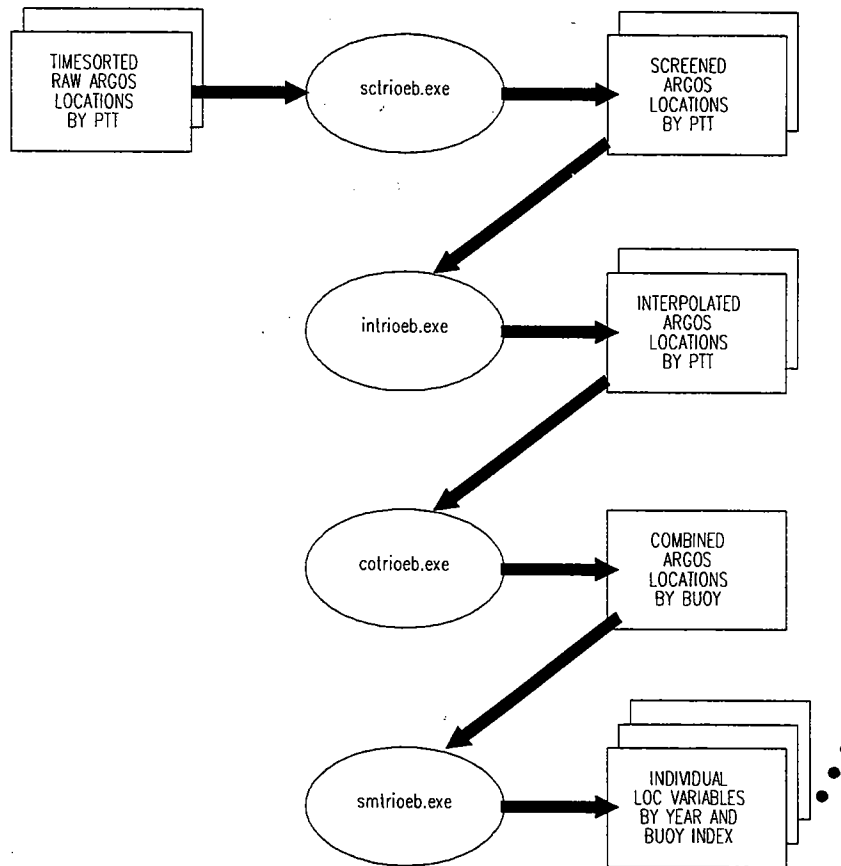 TIMESORTED
RAW ARGOS
LOCATIONS
BY PTT
sctrioeb.exe
SCREENED
ARGOS
LOCATIONS
BY PTT
intrioeb.exe
INTERPOLATED
ARGOS
LOCATIONS
BY PTT
cotrioeb.exe
COMBINED
ARGOS
LOCATIONS
BY BUOY
smtrioeb.exe
INDIVIDUAL
LOC VARIABLES
BY YEAR AND
BUOY INDEX